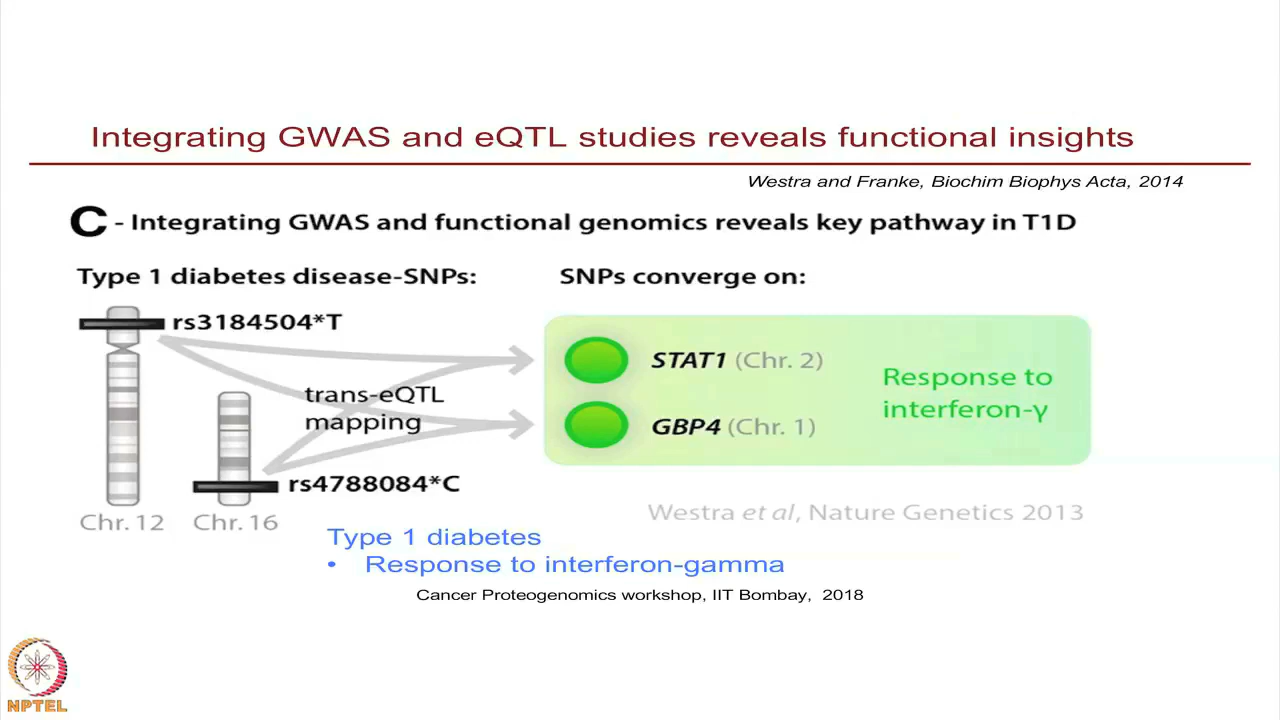 Integrating GWAS and eQTL studies reveals functional insights
Westra and Franke, Biochim Biophys Acta, 2014
C - Integrating GWAS and functional genomics reveals key pathway in T1D
Type 1 diabetes disease-SNPs:
SNPs converge on:
rs3184504*T
trans-eQTL
mapping
rs4788084*C
Chr. 12
Chr. 16
STAT1 (Chr. 2)
GBP4 (Chr. 1)
Response to
interferon-γ
Westra et al, Nature Genetics 2013
Type 1 diabetes
• Response to interferon-gamma
Cancer Proteogenomics workshop, IIT Bombay, 2018
NPTEL